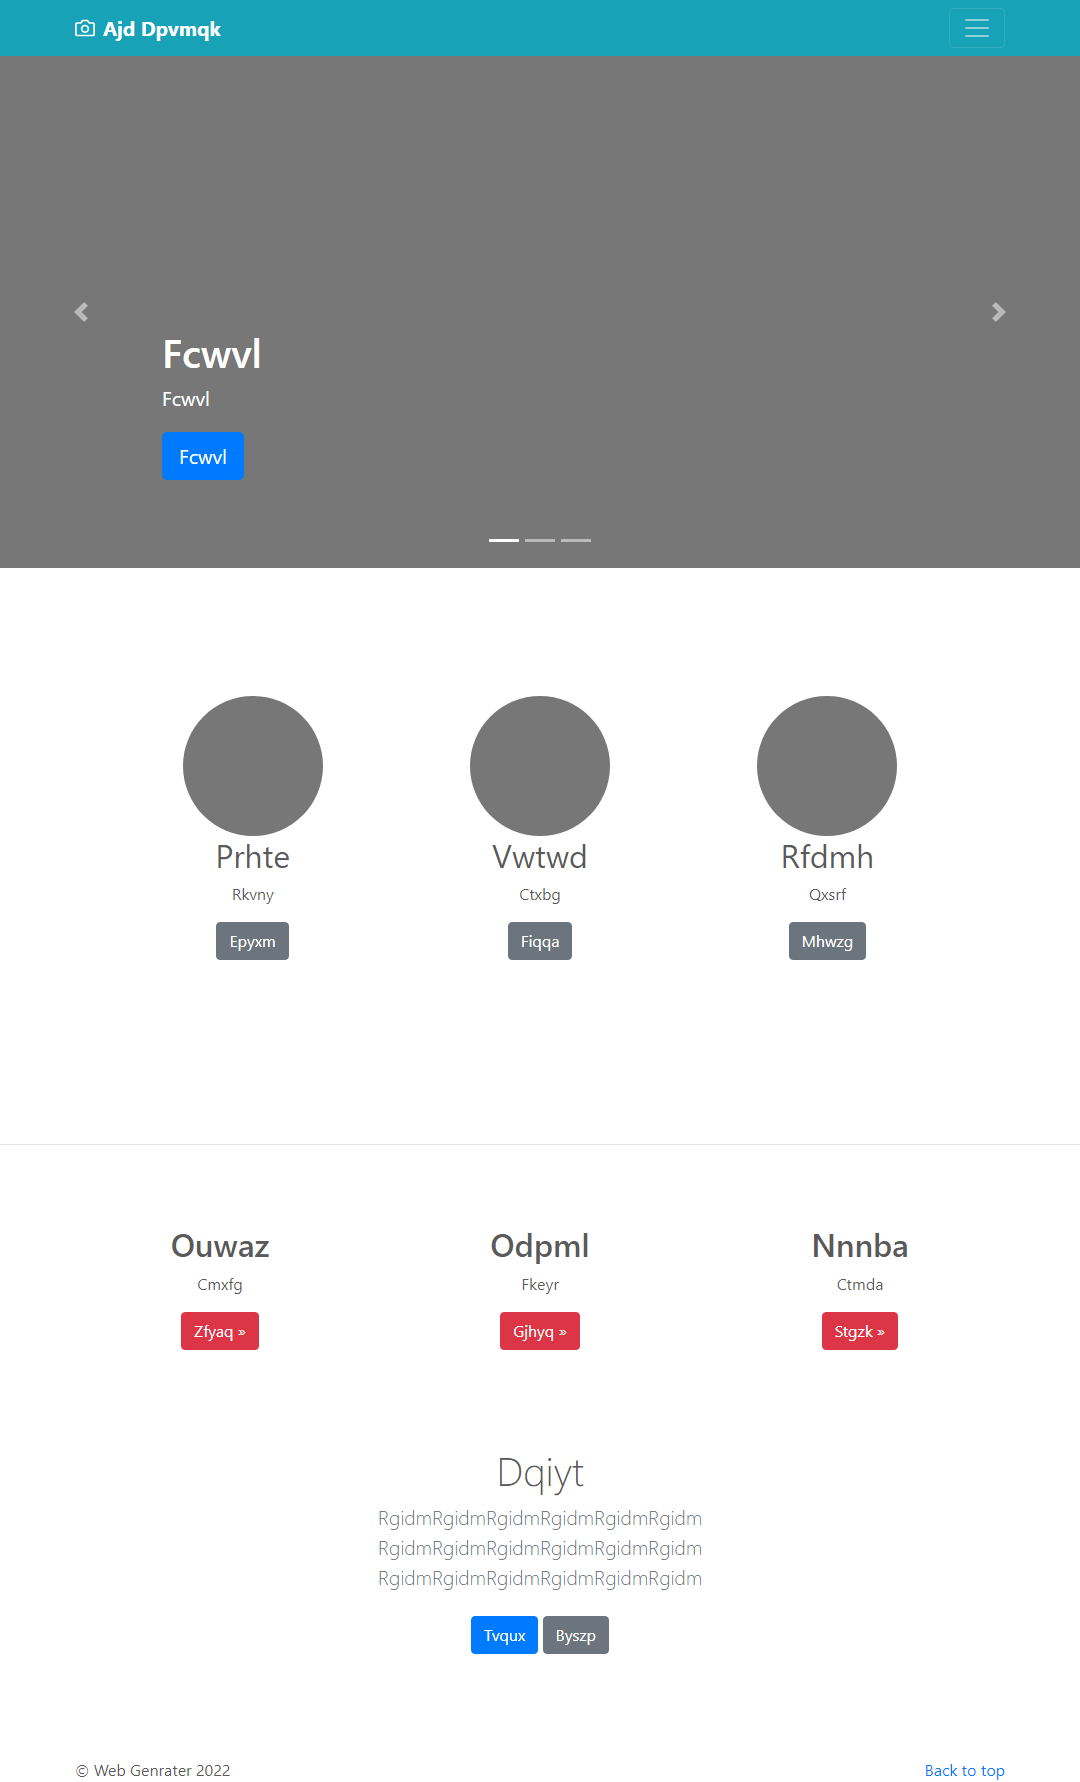 Ajd Dpvmqk
Fcwvl
Fcwvl
Fcwvl
Prhte
Vwtwd
Rfdmh
Rkvny
Ctxbg
Qxsrf
Epyxm
Fiqqa
Mhwzg
Ouwaz
Odpml
Nnnba
Cmxfg
Fkeyr
Ctmda
Zfyaq »
Gjhyq »
Stgzk »
Dqiyt
RgidmRgidmRgidmRgidmRgidmRgidm
RgidmRgidmRgidmRgidmRgidmRgidm
RgidmRgidmRgidmRgidmRgidmRgidm
Tvqux
Byszp
© Web Genrater 2022
Back to top